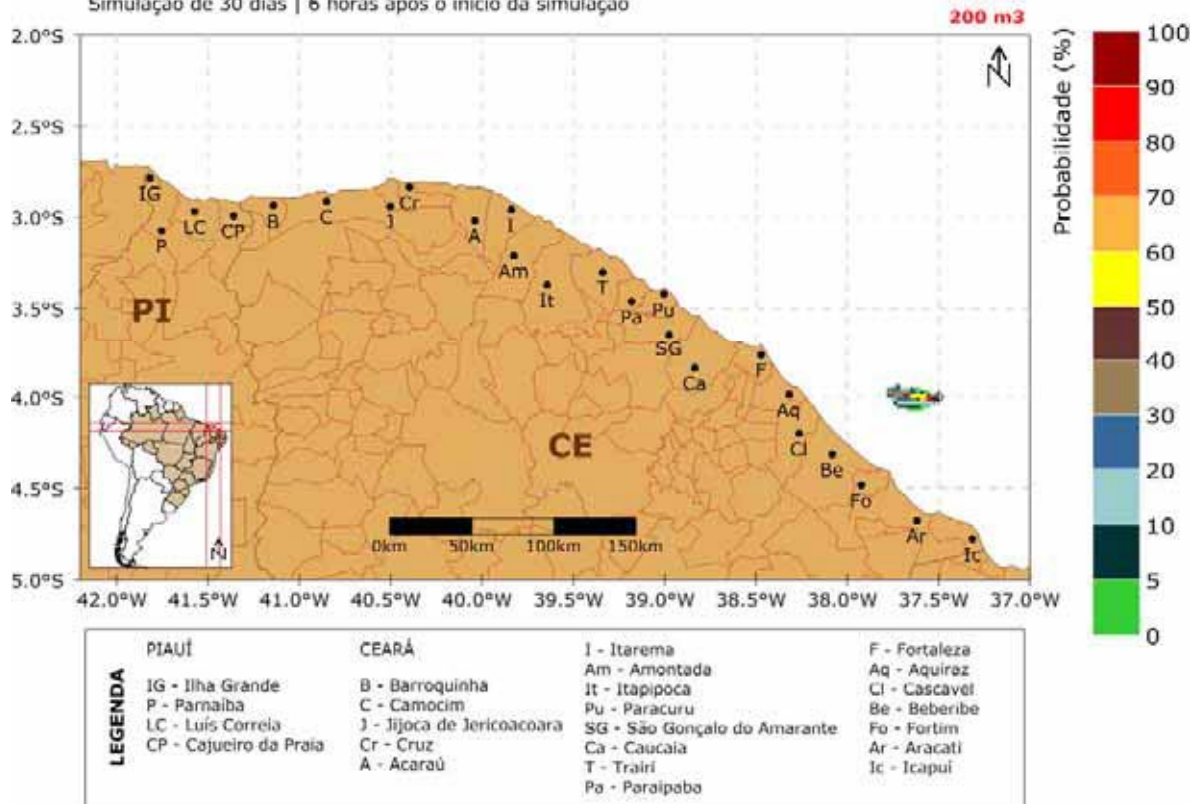 Simulação de 30 dias | 6 horas após o início da simulação
200 m3
N
2.0°S
2.5°S
3.0°S
3.5°S
4.0°S
4.5°S
5.0°S
42.0°W 41.5°W 41.0°W 40.5°W 40.0°W 39.5°W 39.0°W 38.5°W 38.0°W 37.5°W 37.0°W
IG
P
LC
CP
B
C
J
Cr
A
I
Am
It
T
Pa
Pu
SG
Ca
F
Aq
Cl
Be
Fo
Ar
Ic
PI
CE
N
0km 50km 100km 150km
Probabilidade (%)
100
90
80
70
60
50
40
30
20
10
5
0
LEGENDA
PIAUÍ
IG - Ilha Grande
P - Parnaíba
LC - Luís Correia
CP - Cajueiro da Praia
CEARÁ
B - Barroquinha
C - Camocim
J - Jijoca de Jericoacoara
Cr - Cruz
A - Acaraú
I - Itarema
Am - Amontada
It - Itapipoca
Pu - Paracuru
SG - São Gonçalo do Amarante
Ca - Caucaia
T - Trairi
Pa - Paraipaba
F - Fortaleza
Aq - Aquiraz
Cl - Cascavel
Be - Beberibe
Fo - Fortim
Ar - Aracati
Ic - Icapuí